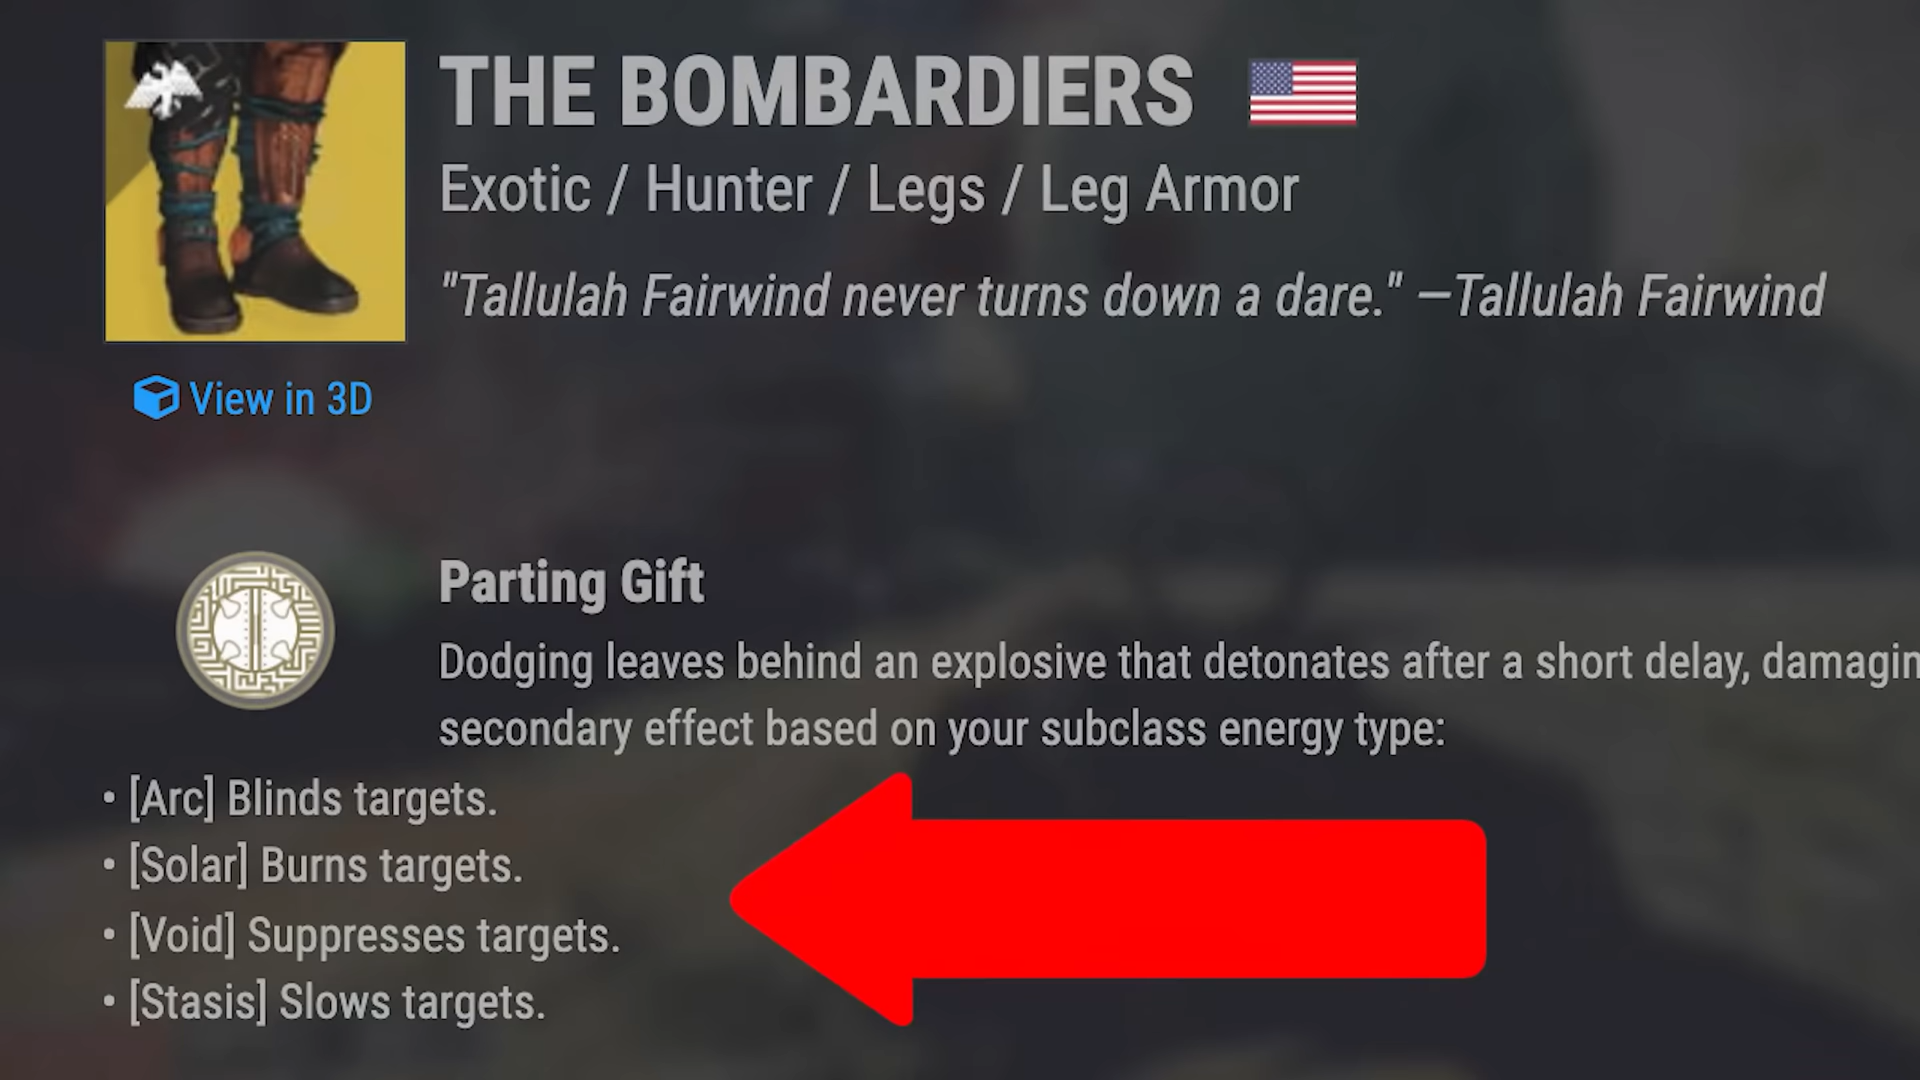 THE BOMBARDIERS
Exotic / Hunter / Legs / Leg Armor
"Tallulah Fairwind never turns down a dare." —Tallulah Fairwind
View in 3D
Parting Gift
Dodging leaves behind an explosive that detonates after a short delay, damagin
secondary effect based on your subclass energy type:
• [Arc] Blinds targets.
• [Solar] Burns targets.
• [Void] Suppresses targets.
• [Stasis] Slows targets.